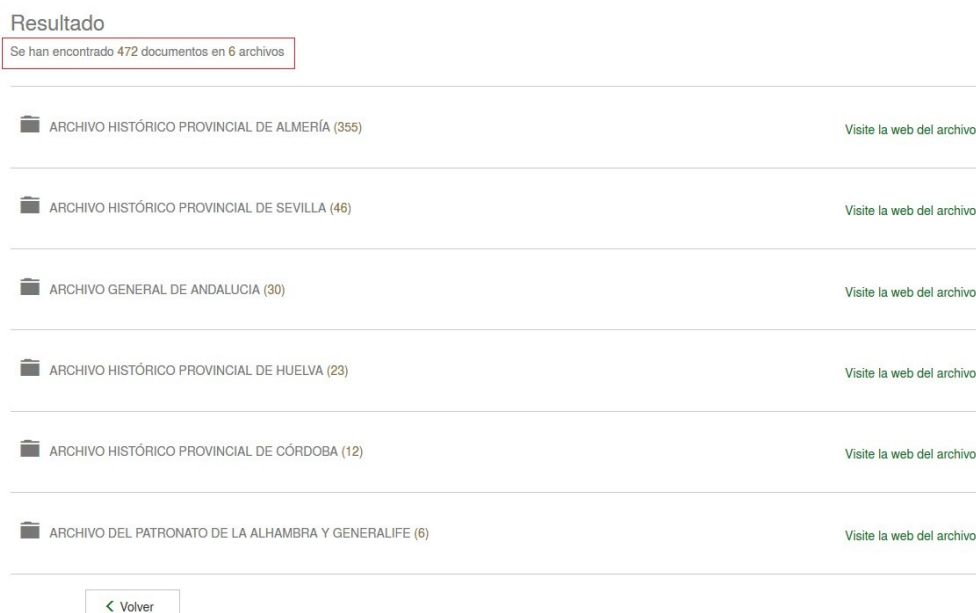 Resultado
Se han encontrado 472 documentos en 6 archivos
ARCHIVO HISTÓRICO PROVINCIAL DE ALMERÍA (355) Visite la web del archivo
ARCHIVO HISTÓRICO PROVINCIAL DE SEVILLA (46) Visite la web del archivo
ARCHIVO GENERAL DE ANDALUCIA (30) Visite la web del archivo
ARCHIVO HISTÓRICO PROVINCIAL DE HUELVA (23) Visite la web del archivo
ARCHIVO HISTÓRICO PROVINCIAL DE CÓRDOBA (12) Visite la web del archivo
ARCHIVO DEL PATRONATO DE LA ALHAMBRA Y GENERALIFE (6) Visite la web del archivo
Volver